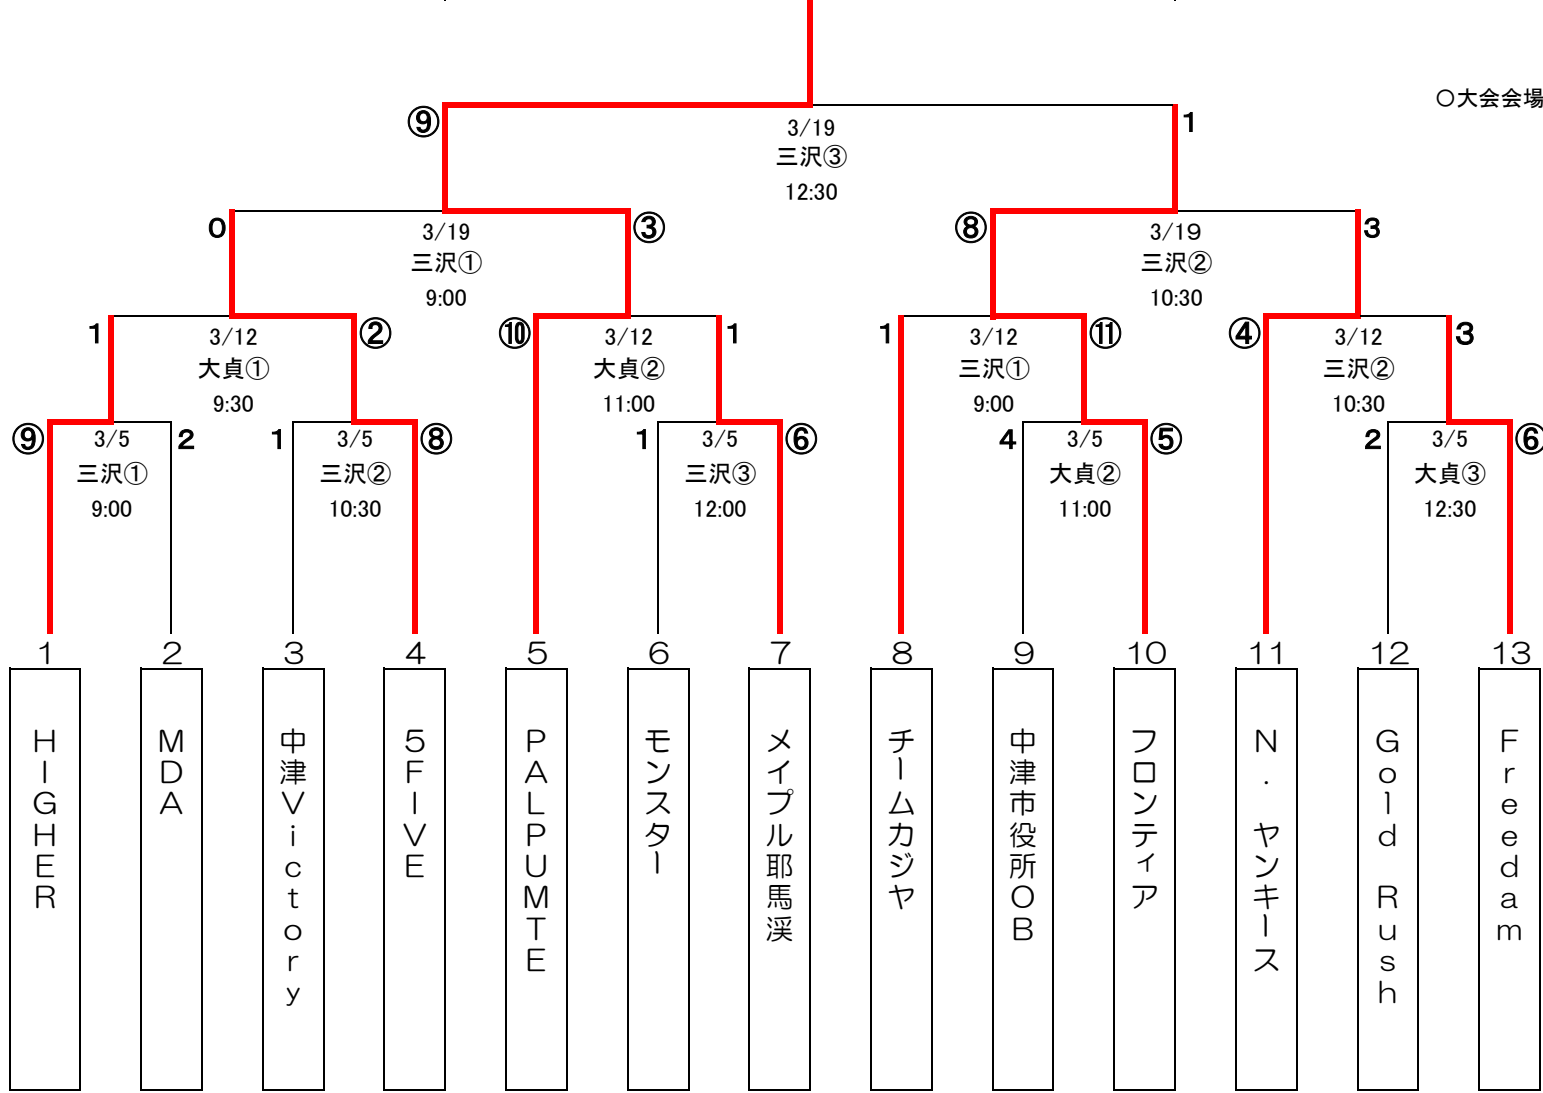 ○大会会場
⑨ 1
3/19
三沢③
12:30
0 ③ ⑧ 3
3/19 3/19
三沢① 三沢②
9:00 10:30
1 ② ⑩ 1 1 ⑪ ④ 3
3/12 3/12 3/12 3/12
大貞① 大貞② 三沢① 三沢②
9:30 11:00 9:00 10:30
⑨ 2 1 ⑧ 1 ⑥ 4 ⑤ 2 ⑥
3/5 3/5 3/5 3/5 3/5
三沢① 三沢② 三沢③ 大貞② 大貞③
9:00 10:30 12:00 11:00 12:30
1 2 3 4 5 6 7 8 9 10 11 12 13
HIGHER
MDA
中津Victory
5FIVE
PALPUMTE
モンスター
メイプル耶馬渓
チームカジヤ
中津市役所OB
フロンティア
N.ヤンキース
Gold Rush
Freedam